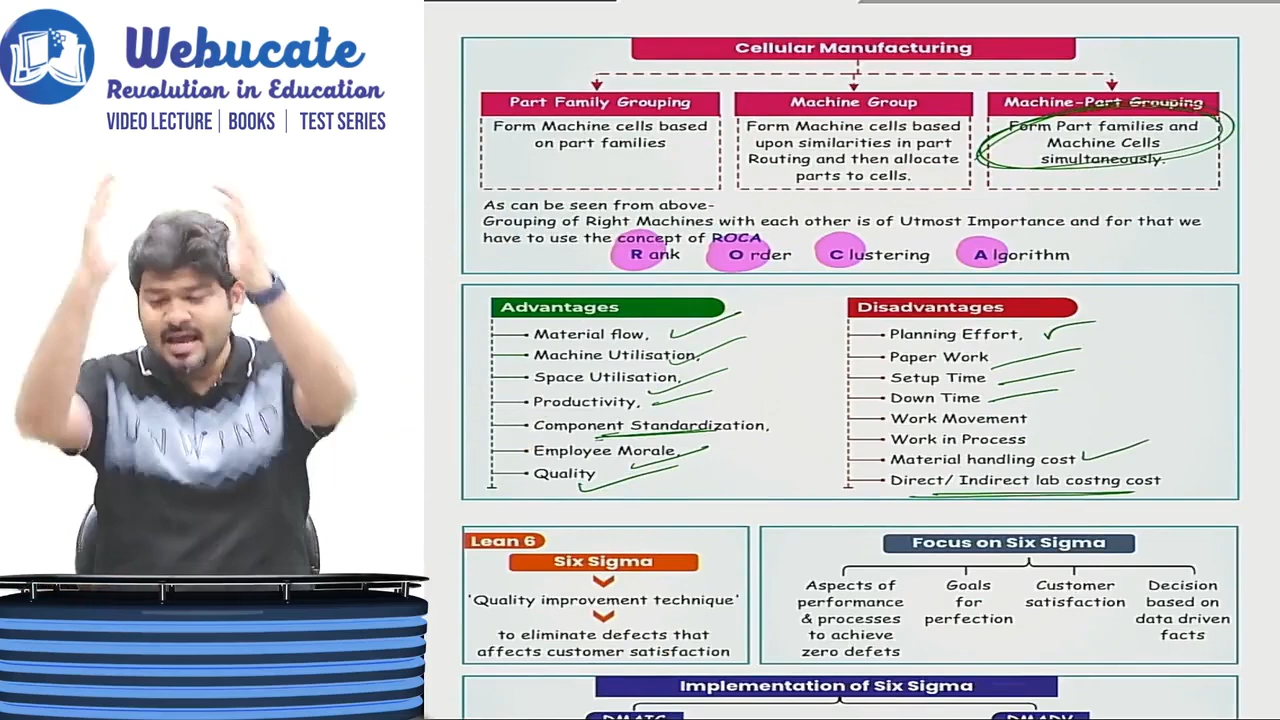 Webucate
Revolution in Education
VIDEO LECTURE | BOOKS | TEST SERIES
Cellular Manufacturing
Part Family Grouping
Form Machine cells based
on part families
Machine Group
Form Machine cells based
upon similarities in part
Routing and then allocate
parts to cells.
Machine-Part Grouping
Form Part families and
Machine Cells
simultaneously.
As can be seen from above-
Grouping of Right Machines with each other is of Utmost Importance and for that we
have to use the concept of ROCA
R ank O rder C lustering A lgorithm
Advantages
Material flow,
Machine Utilisation,
Space Utilisation,
Productivity,
Component Standardization,
Employee Morale,
Quality
Disadvantages
Planning Effort,
Paper Work
Setup Time
Down Time
Work Movement
Work in Process
Material handling cost
Direct/ Indirect lab costng cost
Lean 6
Six Sigma
'Quality improvement technique'
to eliminate defects that
affects customer satisfaction
Focus on Six Sigma
Aspects of
performance
& processes
to achieve
zero defets
Goals
for
perfection
Customer
satisfaction
Decision
based on
data driven
facts
Implementation of Six Sigma